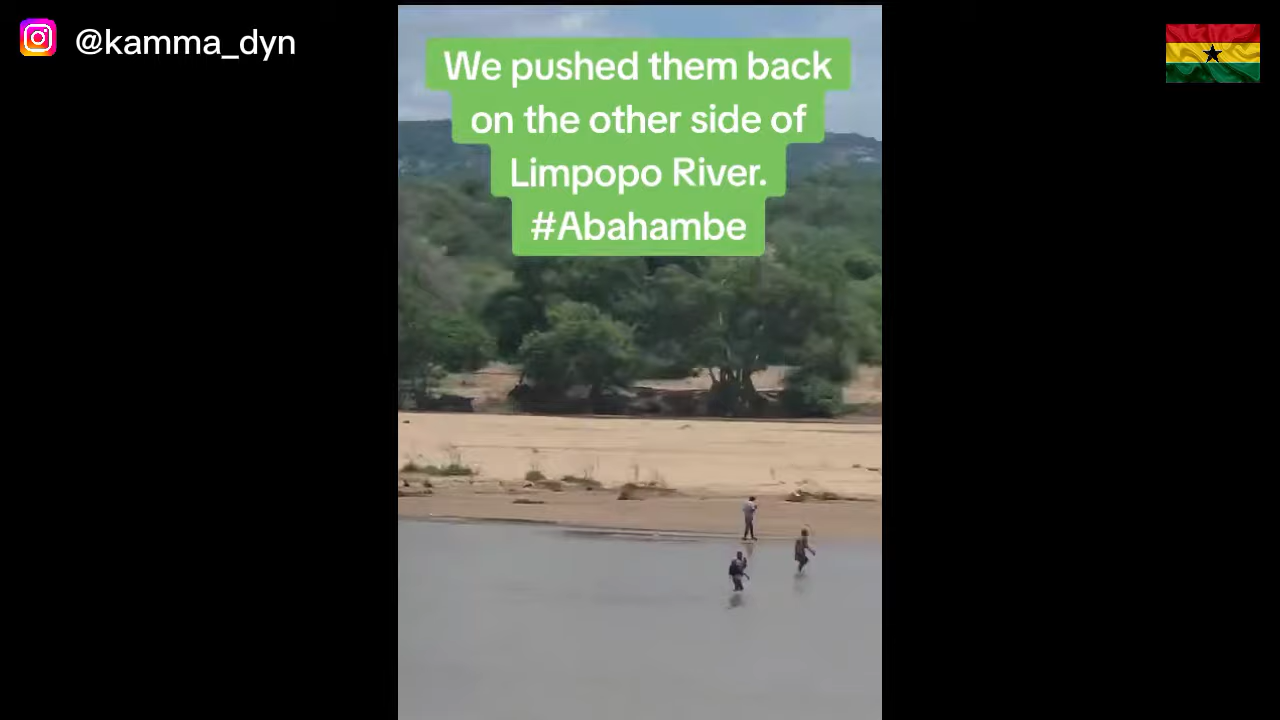 @kamma_dyn
We pushed them back
on the other side of
Limpopo River.
#Abahambe